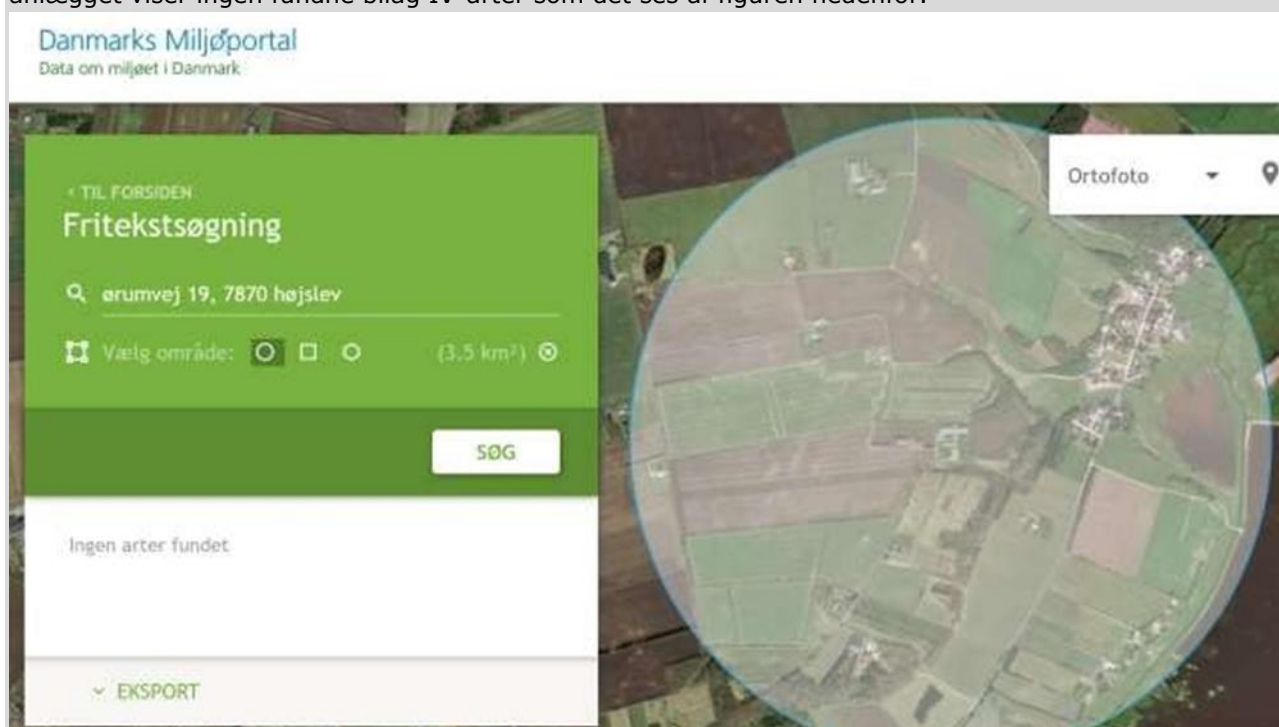 anlægget viser ingen fundne bilag IV-arter som det ses af figuren nedenfor.
Danmarks Miljøportal
Data om miljøet i Danmark
‹ TIL FORSIDEN
Fritekstsøgning
ørumvej 19, 7870 højslev
Vælg område: (3.5 km²)
SØG
Ingen arter fundet
EKSPORT
Ortofoto